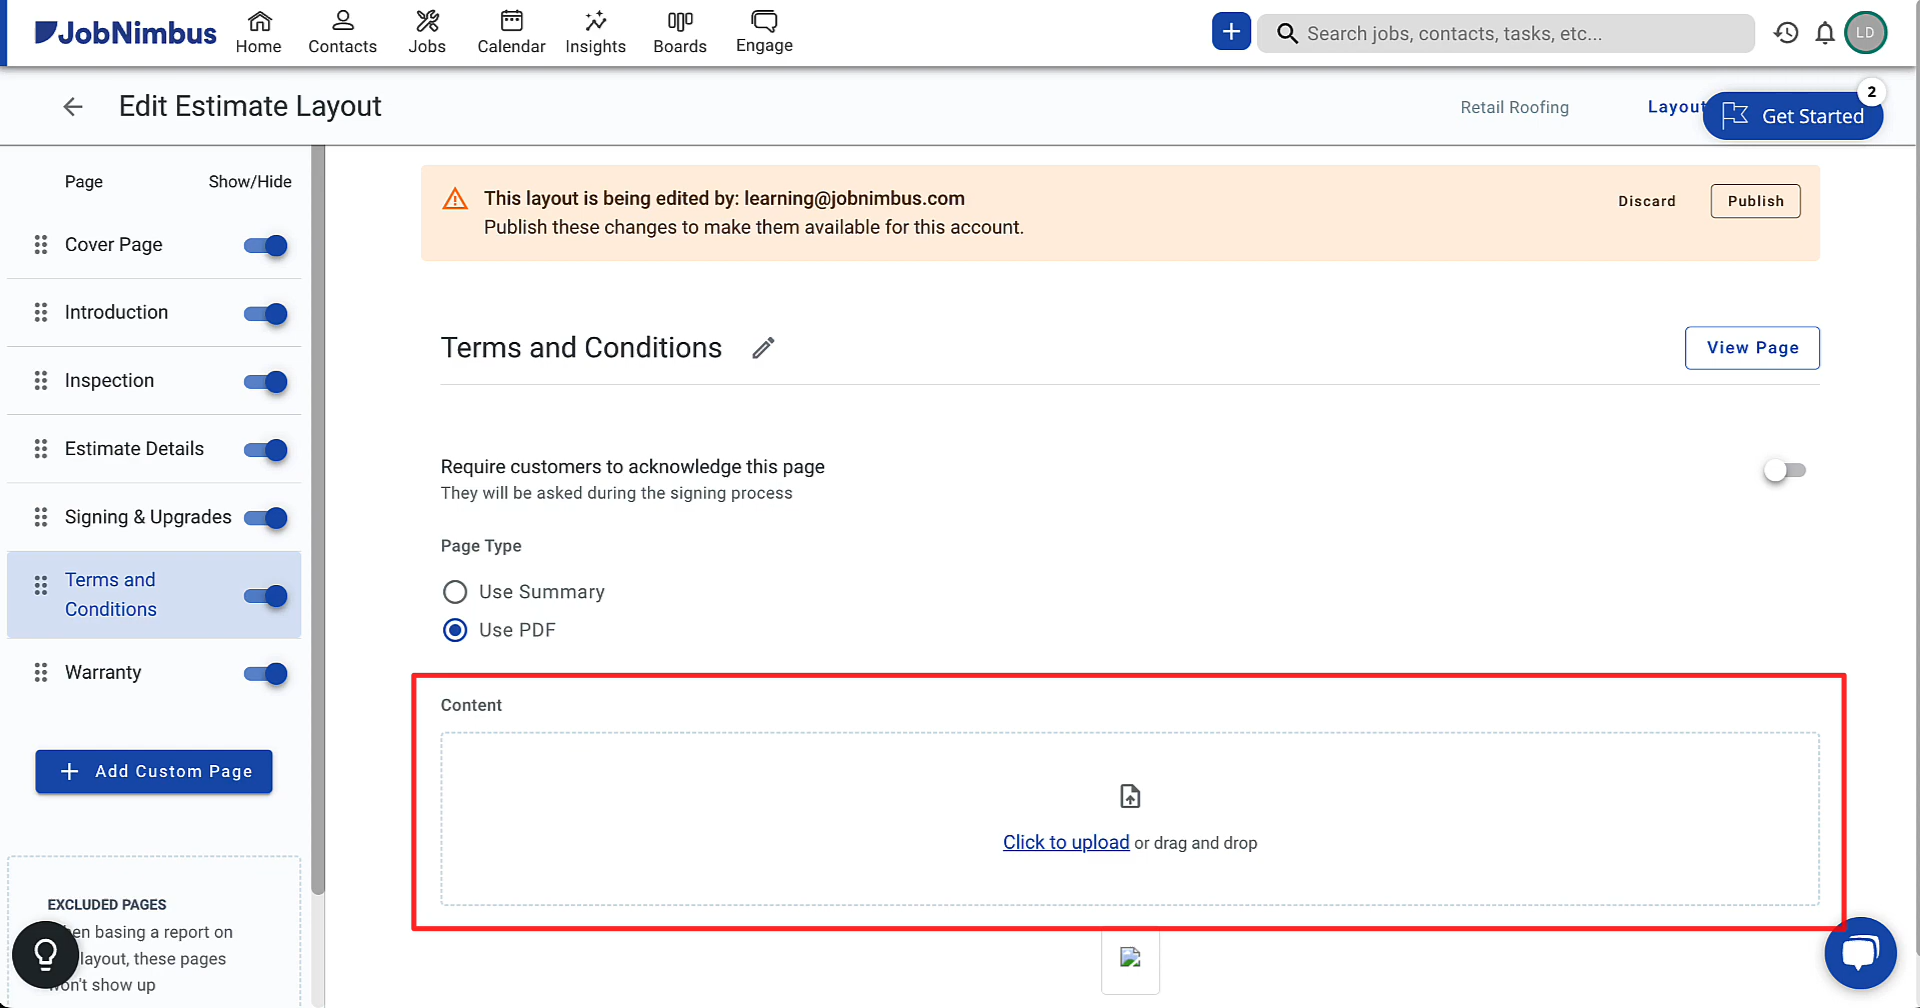 JobNimbus
Home
Contacts
Jobs
Calendar
Insights
Boards
Engage
Search jobs, contacts, tasks, etc...
LD
Edit Estimate Layout
Retail Roofing
Layout
2
Get Started
Page
Show/Hide
Cover Page
Introduction
Inspection
Estimate Details
Signing & Upgrades
Terms and
Conditions
Warranty
Add Custom Page
EXCLUDED PAGES
basing a report on
layout, these pages
won't show up
This layout is being edited by: learning@jobnimbus.com
Publish these changes to make them available for this account.
Discard
Publish
Terms and Conditions
View Page
Require customers to acknowledge this page
They will be asked during the signing process
Page Type
Use Summary
Use PDF
Content
Click to upload or drag and drop